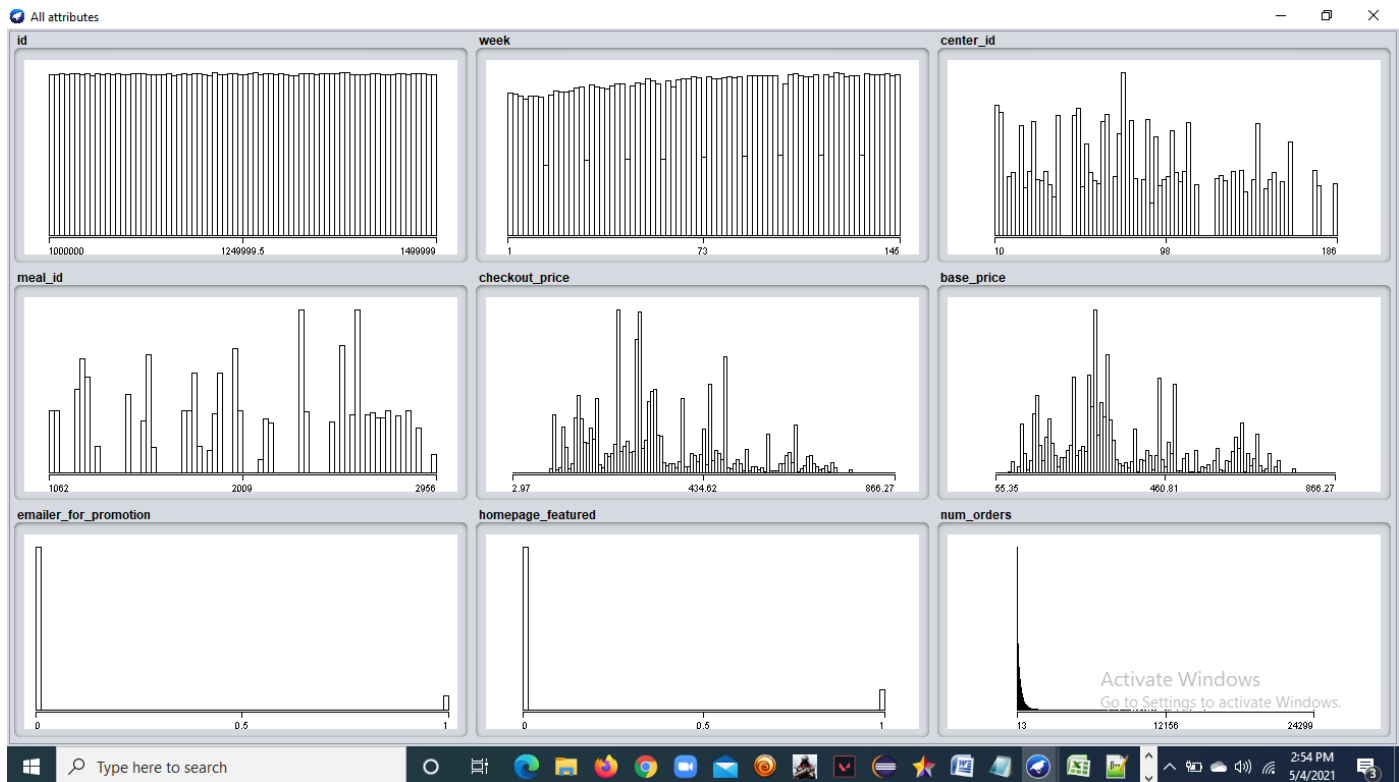 All attributes
id
week
center_id
1000000 1249999.5 1499999
1 73 145
10 98 186
meal_id
checkout_price
base_price
1062 2009 2956
2.97 434.62 866.27
55.35 460.81 866.27
emailer_for_promotion
homepage_featured
num_orders
0 0.5 1
0 0.5 1
13 12156 24299
Activate Windows
Go to Settings to activate Windows.
Type here to search
2:54 PM
5/4/2021
3